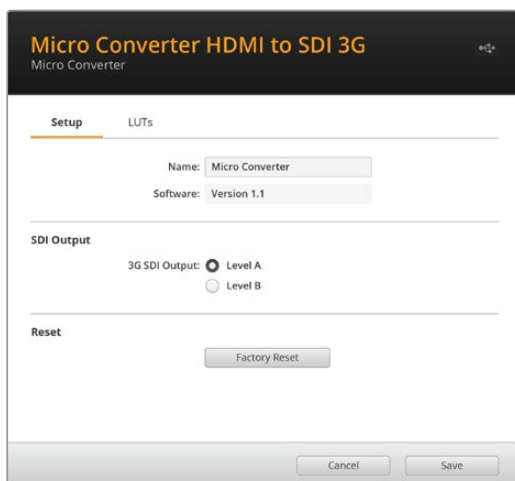 Micro Converter HDMI to SDI 3G
Micro Converter
Setup LUTs
Name: Micro Converter
Software: Version 1.1
SDI Output
3G SDI Output: Level A
Level B
Reset
Factory Reset
Cancel Save